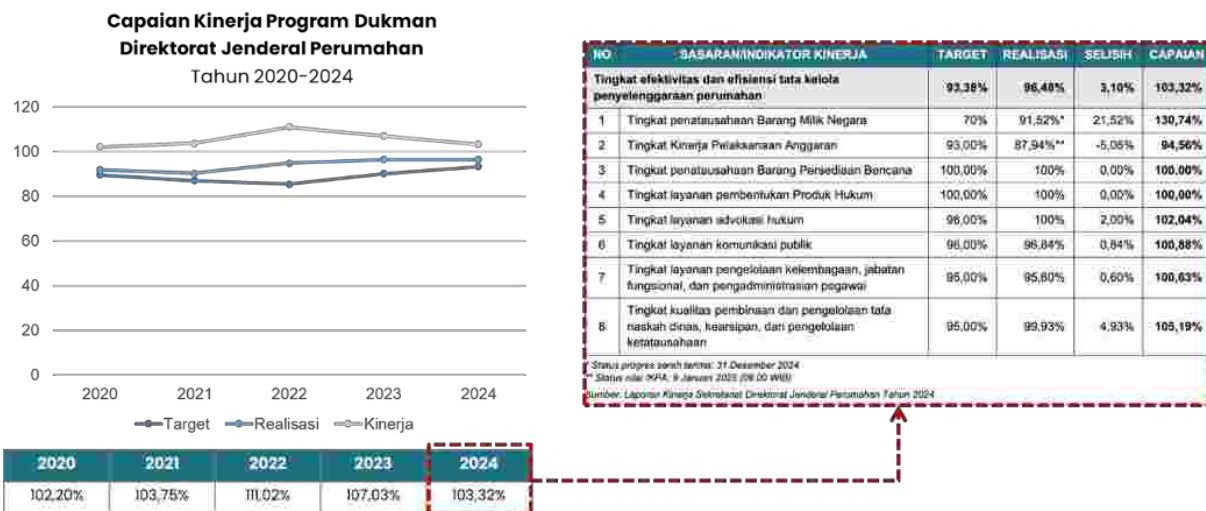 Capaian Kinerja Program Dukman
Direktorat Jenderal Perumahan
Tahun 2020-2024
120
100
80
60
40
20
0
2020 2021 2022 2023 2024
Target Realisasi Kinerja
2020 2021 2022 2023 2024
102,20% 103,75% 111,02% 107,03% 103,32%
NO SASARAN/INDIKATOR KINERJA TARGET REALISASI SELISIH CAPAIAN
Tingkat efektivitas dan efisiensi tata kelola
penyelenggaraan perumahan
93,38% 96,48% 3,10% 103,32%
1 Tingkat penatausahaan Barang Milik Negara 70% 91,52%* 21,52% 130,74%
2 Tingkat Kinerja Pelaksanaan Anggaran 93,00% 87,94%** -5,06% 94,56%
3 Tingkat penatausahaan Barang Persediaan Bencana 100,00% 100% 0,00% 100,00%
4 Tingkat layanan pembentukan Produk Hukum 100,00% 100% 0,00% 100,00%
5 Tingkat layanan advokasi hukum 98,00% 100% 2,00% 102,04%
6 Tingkat layanan komunikasi publik 96,00% 96,84% 0,84% 100,88%
7 Tingkat layanan pengelolaan kelembagaan, jabatan
fungsional, dan pengadministrasian pegawai
95,00% 95,60% 0,60% 100,63%
8 Tingkat kualitas pembinaan dan pengelolaan tata
naskah dinas, kearsipan, dan pengelolaan
ketatausahaan
95,00% 99,93% 4,93% 105,19%
* Status progres serah terima: 31 Desember 2024
** Status nilai IKPA: 9 Januari 2025 (08.00 WIB)
Sumber: Laporan Kinerja Sekretariat Direktorat Jenderal Perumahan Tahun 2024